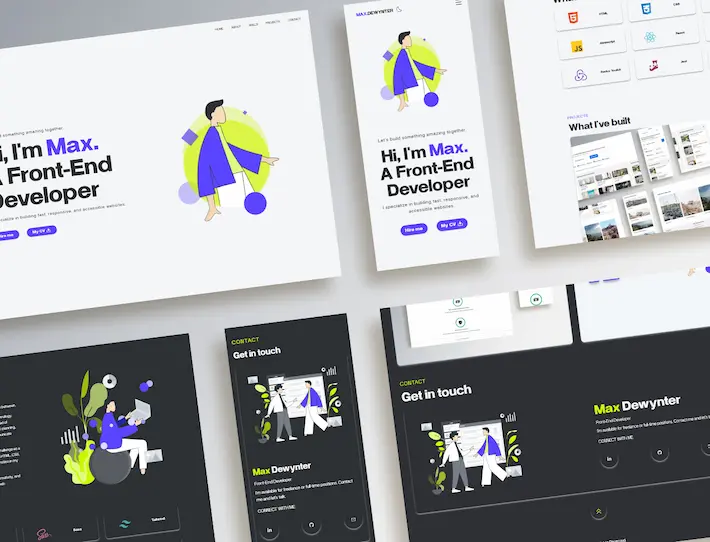 HOME ABOUT SKILLS PROJECTS CONTACT
something amazing together.
i, I'm Max.
A Front-End
Developer
specialize in building fast, responsive, and accessible websites.
Hire me
My CV
MAX.DEWYNTER
Let's build something amazing together.
Hi, I'm Max.
A Front-End
Developer
I specialize in building fast, responsive, and
accessible websites.
Hire me
My CV
HTML
CSS
JS
React
Jest
PROJECTS
What I've built
Sass
Tailwind
CONTACT
Get in touch
Max Dewynter
Front-End Developer
I'm available for freelance or full-time positions. Contact
me and let's talk.
CONNECT WITH ME
in
CONTACT
Get in touch
Max Dewynter
Front-End Developer
I'm available for freelance or full-time positions. Contact me and let's
CONNECT WITH ME
in